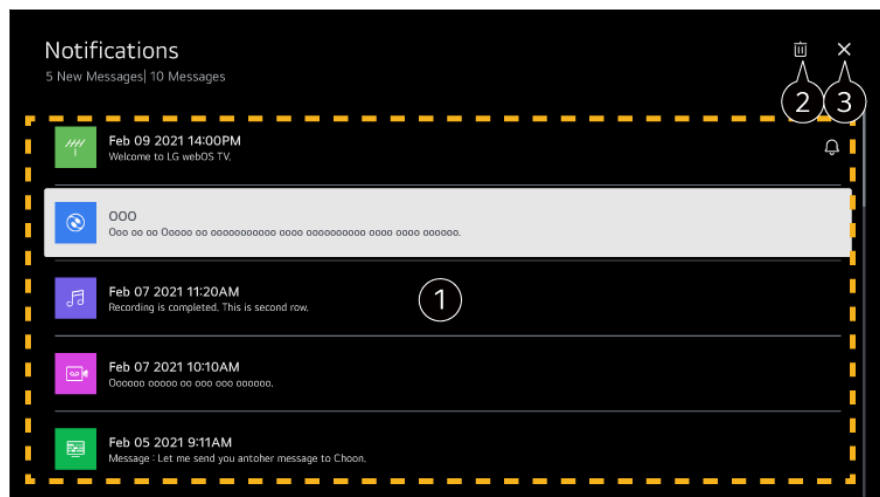 Notifications
5 New Messages| 10 Messages
2
3
Feb 09 2021 14:00PM
Welcome to LG webOS TV.
OOO
Ooo oo oo Ooooo oo ooooooooooo oooo oooooooooo oooo oooo oooooo.
1
Feb 07 2021 11:20AM
Recording is completed. This is second row.
Feb 07 2021 10:10AM
Oooooo ooooo oo ooo ooo oooooo.
Feb 05 2021 9:11AM
Message : Let me send you antoher message to Choon.